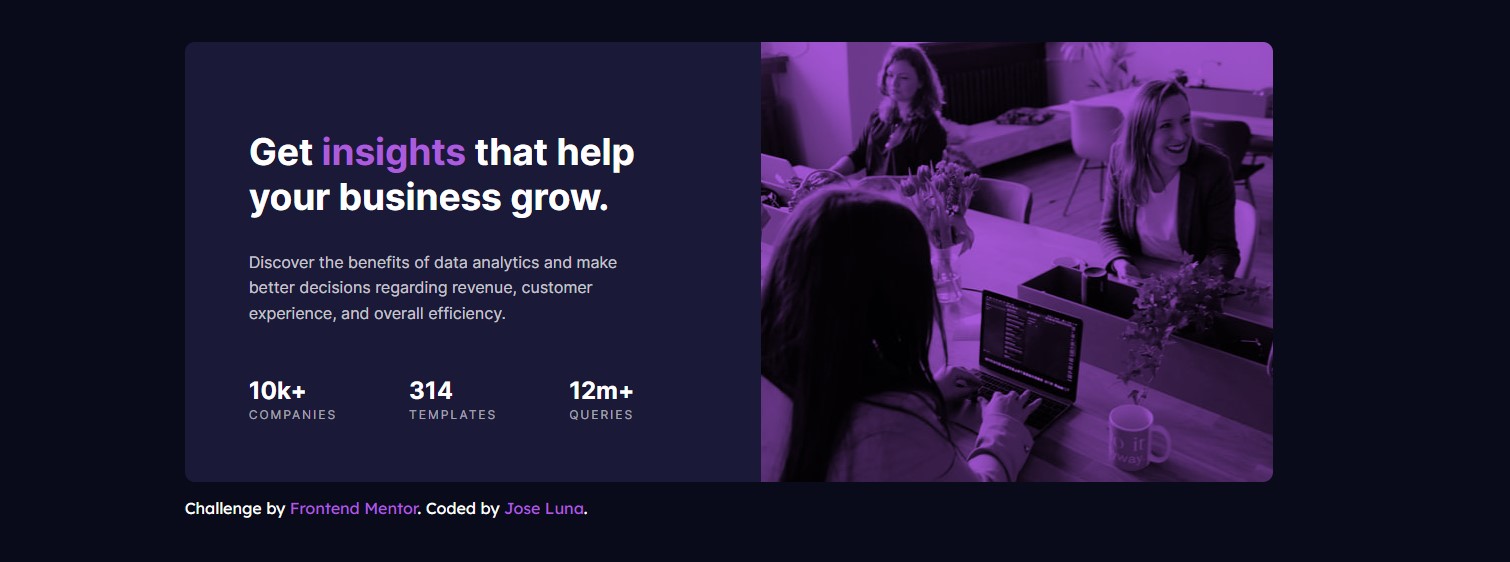 Get insights that help
your business grow.
Discover the benefits of data analytics and make
better decisions regarding revenue, customer
experience, and overall efficiency.
10k+ 314 12m+
COMPANIES TEMPLATES QUERIES
Challenge by Frontend Mentor. Coded by Jose Luna.